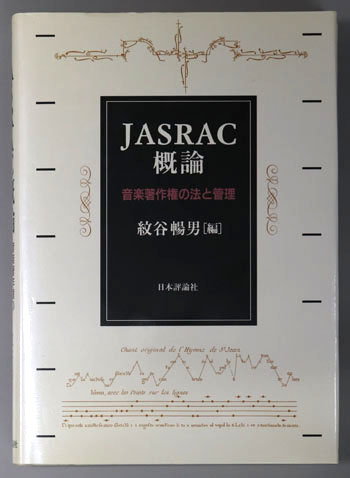 JASRAC
概論
音楽著作権の法と管理
紋谷暢男[編]
日本評論社
Chant original de l'Hymne de St Jean